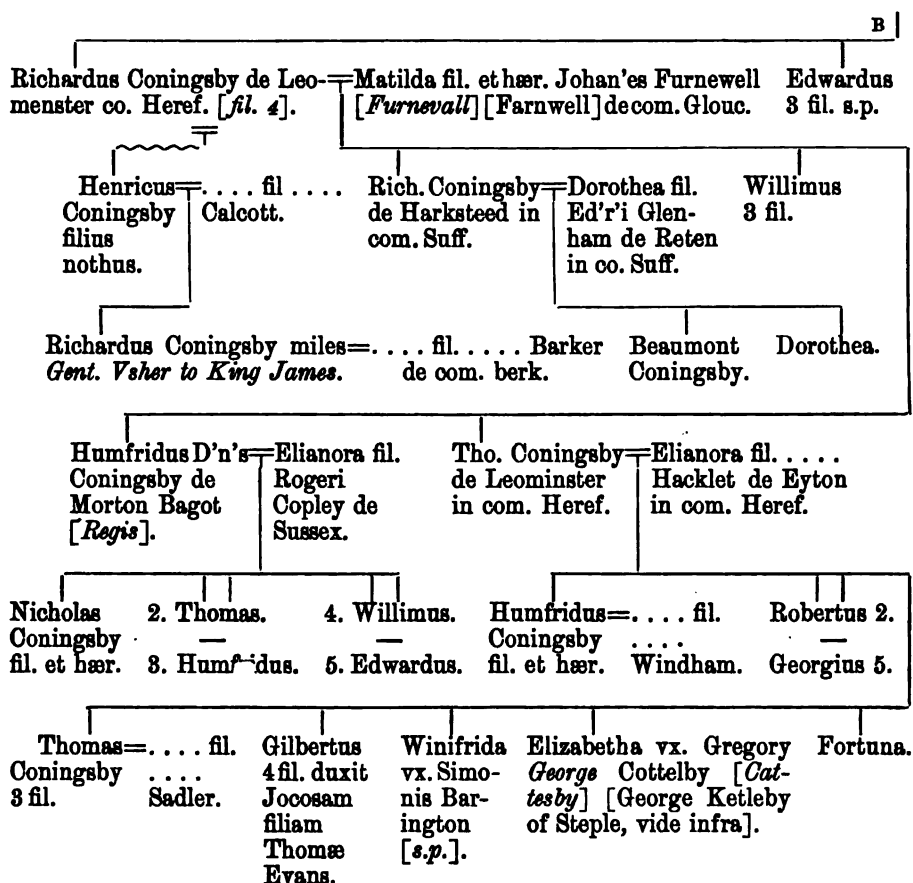 B
Richardus Coningsby de Leo-
menster co. Heref. [fil. 4].
Matilda fil. et hær. Johan'es Furnewell
[Furnevall] [Farnwell] de com. Glouc.
Edwardus
3 fil. s.p.
Henricus
Coningsby
filius
nothus.
. . . . fil . . . .
Calcott.
Rich. Coningsby
de Harksteed in
com. Suff.
Dorothea fil.
Ed'r'i Glen-
ham de Reten
in co. Suff.
Willimus
3 fil.
Richardus Coningsby miles=. . . . fil. . . . . Barker
Gent. Vsher to King James. de com. berk.
Beaumont
Coningsby.
Dorothea.
Humfridus D'n's
Coningsby de
Morton Bagot
[Regis].
Elianora fil.
Rogeri
Copley de
Sussex.
Tho. Coningsby
de Leominster
in com. Heref.
Elianora fil. . . . .
Hacklet de Eyton
in com. Heref.
Nicholas
Coningsby
fil. et hær.
2. Thomas.
—
3. Humfridus.
4. Willimus.
—
5. Edwardus.
Humfridus=. . . . fil.
Coningsby . . . .
fil. et hær. Windham.
Robertus 2.
—
Georgius 5.
Thomas=. . . . fil.
Coningsby . . . .
3 fil. Sadler.
Gilbertus
4 fil. duxit
Jocosam
filiam
Thomæ
Evans.
Winifrida
vx. Simo-
nis Bar-
ington
[s.p.].
Elizabetha vx. Gregory
George Cottelby [Cat-
tesby] [George Ketleby
of Steple, vide infra].
Fortuna.